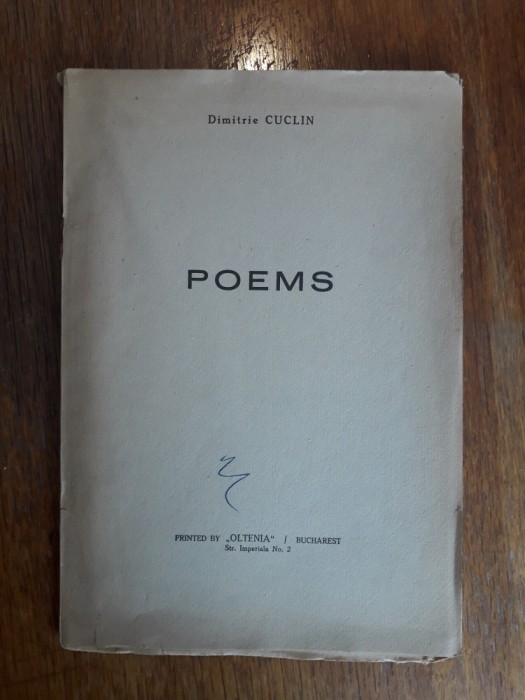 Dimitrie CUCLIN
POEMS
PRINTED BY „OLTENIA“ / BUCHAREST
Str. Imperiala No. 2